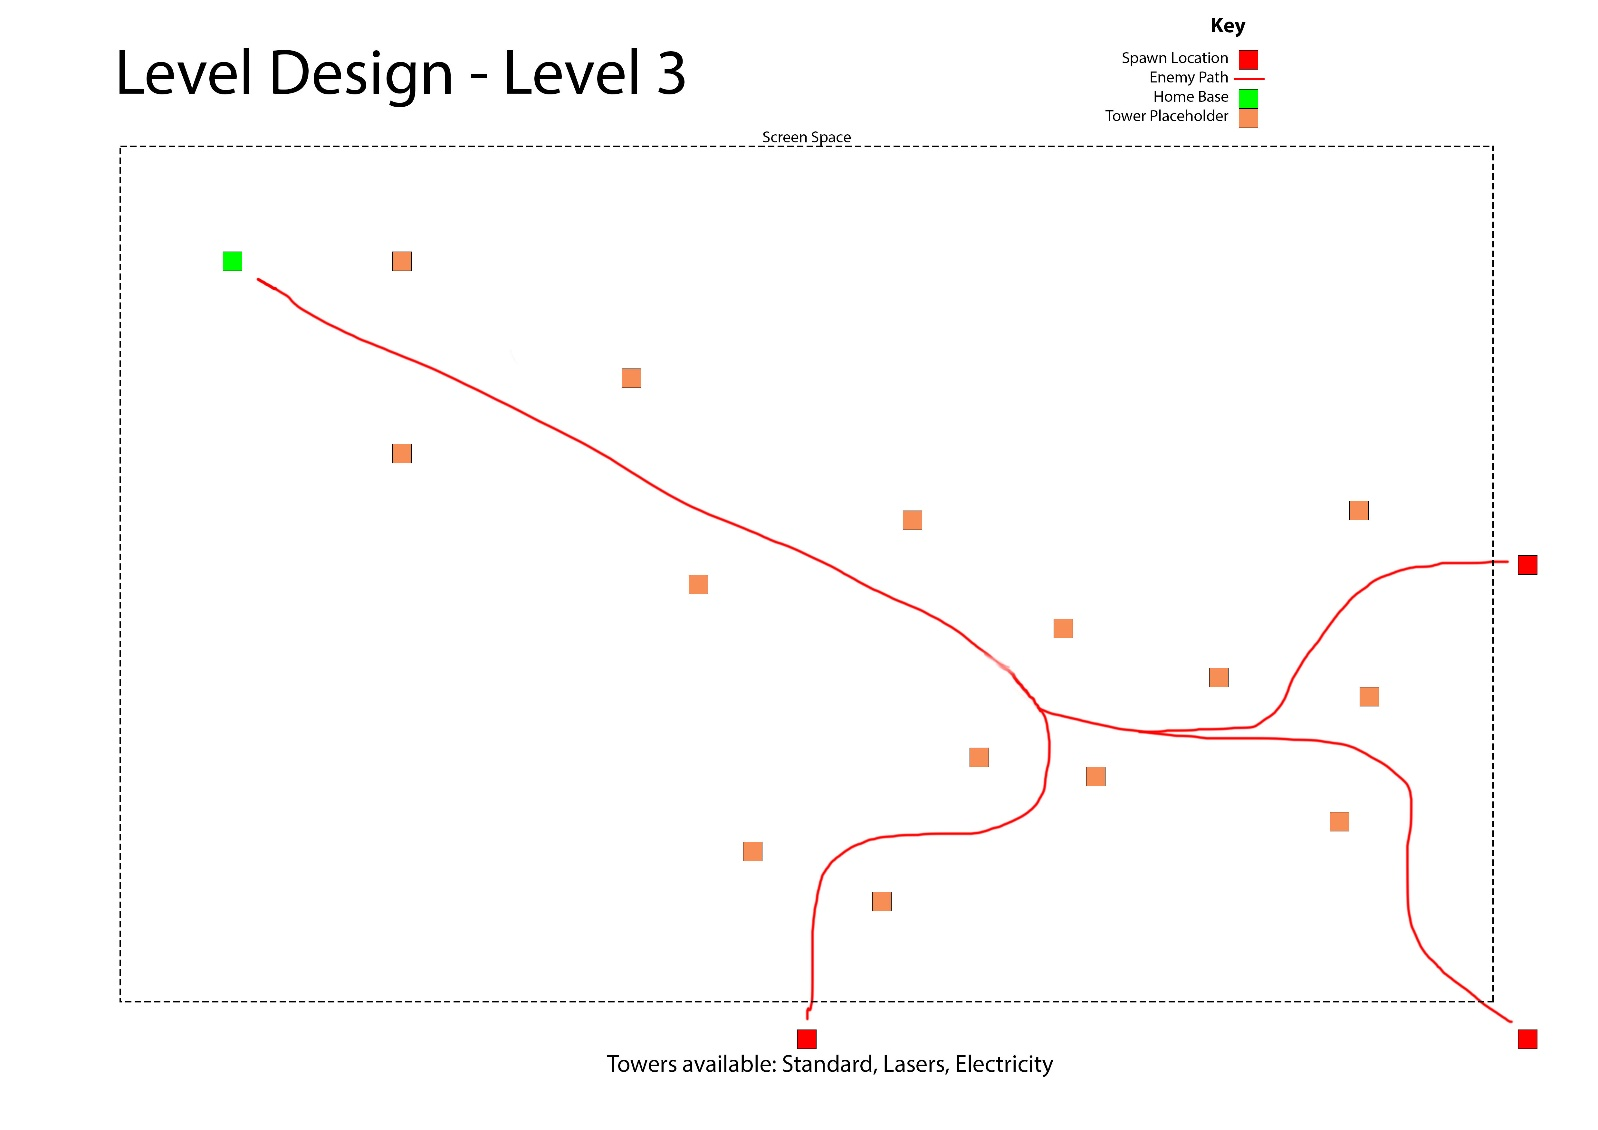 Key
Level Design - Level 3
Spawn Location
Enemy Path
Home Base
Tower Placeholder
Screen Space
Towers available: Standard, Lasers, Electricity